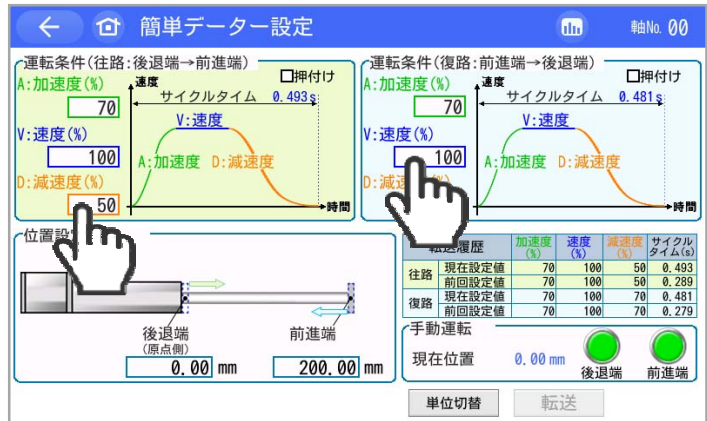 簡単データー設定
軸No. 00
運転条件(往路:後退端→前進端)
A:加速度(%)
70
V:速度(%)
100
D:減速度(%)
50
速度
押付け
サイクルタイム 0.493s
V:速度
A:加速度 D:減速度
時間
運転条件(復路:前進端→後退端)
A:加速度(%)
70
V:速度(%)
100
速度
押付け
サイクルタイム 0.481s
V:速度
A:加速度 D:減速度
時間
位置設
後退端
(原点側)
前進端
0.00 mm
200.00 mm
転送履歴 加速度(%) 速度(%) 減速度(%) サイクルタイム(s)
往路 現在設定値 70 100 50 0.493
前回設定値 70 100 50 0.289
復路 現在設定値 70 100 70 0.481
前回設定値 70 100 70 0.279
手動運転
現在位置 0.00 mm
後退端 前進端
単位切替 転送